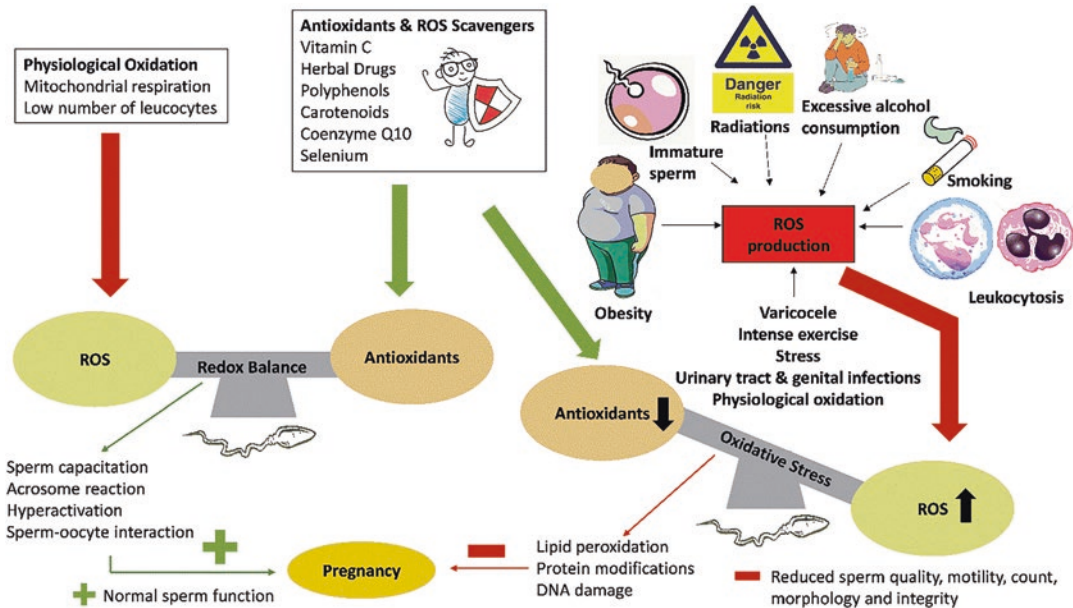 Physiological Oxidation
Mitochondrial respiration
Low number of leucocytes
Antioxidants & ROS Scavengers
Vitamin C
Herbal Drugs
Polyphenols
Carotenoids
Coenzyme Q10
Selenium
Danger
Radiation
risk
Radiations
Excessive alcohol
consumption
Immature
sperm
Smoking
ROS
production
Obesity
Leukocytosis
Varicocele
Intense exercise
Stress
Urinary tract & genital infections
Physiological oxidation
ROS
Redox Balance
Antioxidants
Antioxidants
Oxidative Stress
ROS
Sperm capacitation
Acrosome reaction
Hyperactivation
Sperm-oocyte interaction
Normal sperm function
Pregnancy
Lipid peroxidation
Protein modifications
DNA damage
Reduced sperm quality, motility, count,
morphology and integrity